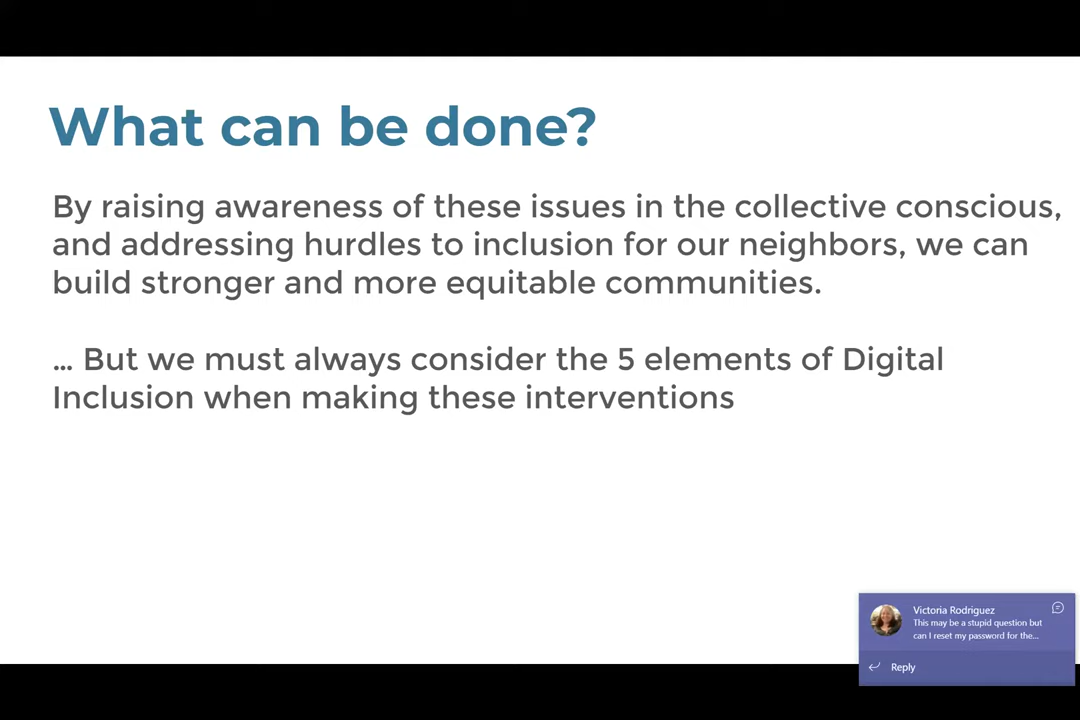 What can be done?
By raising awareness of these issues in the collective conscious,
and addressing hurdles to inclusion for our neighbors, we can
build stronger and more equitable communities.
... But we must always consider the 5 elements of Digital
Inclusion when making these interventions
Victoria Rodriguez
This may be a stupid question but
can I reset my password for the...
Reply